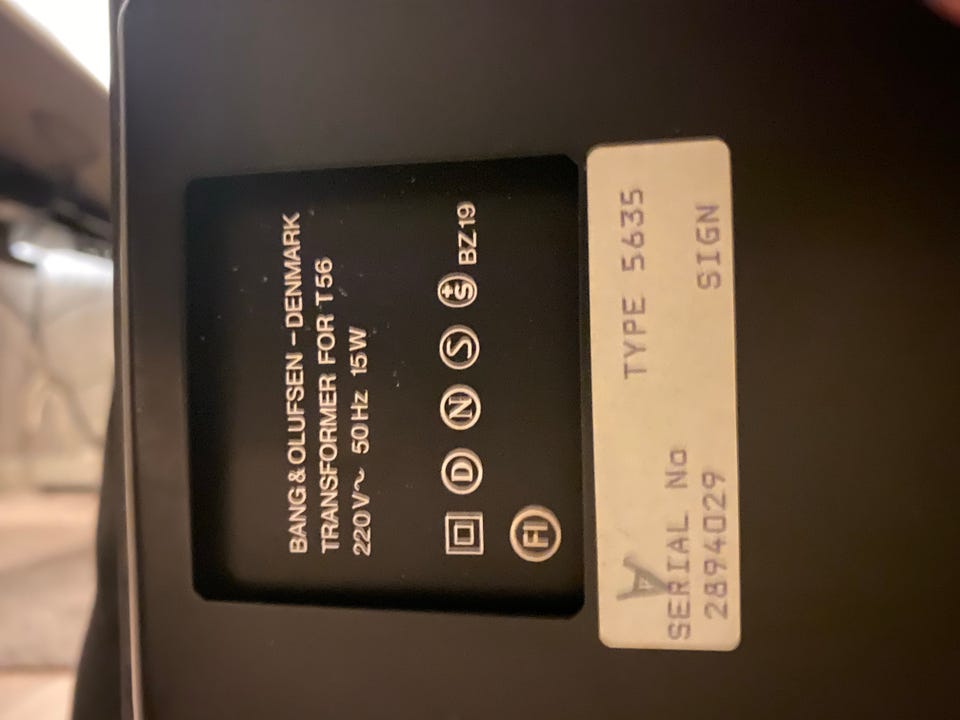 BANG & OLUFSEN – DENMARK
TRANSFORMER FOR T56
220V~ 50Hz 15W
D N S +S BZ19
FI
A
TYPE 5635
SERIAL No SIGN
2894029